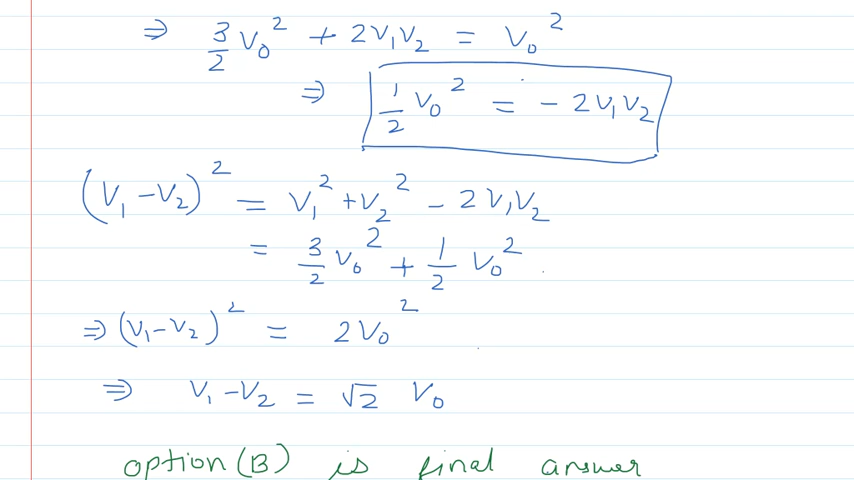 ⇒ 3/2 V₀² + 2V₁V₂ = V₀²
⇒ 1/2 V₀² = - 2V₁V₂
(V₁ - V₂)² = V₁² + V₂² - 2V₁V₂
= 3/2 V₀² + 1/2 V₀²
⇒ (V₁ - V₂)² = 2V₀²
⇒ V₁ - V₂ = √2 V₀
option (B) is final answer